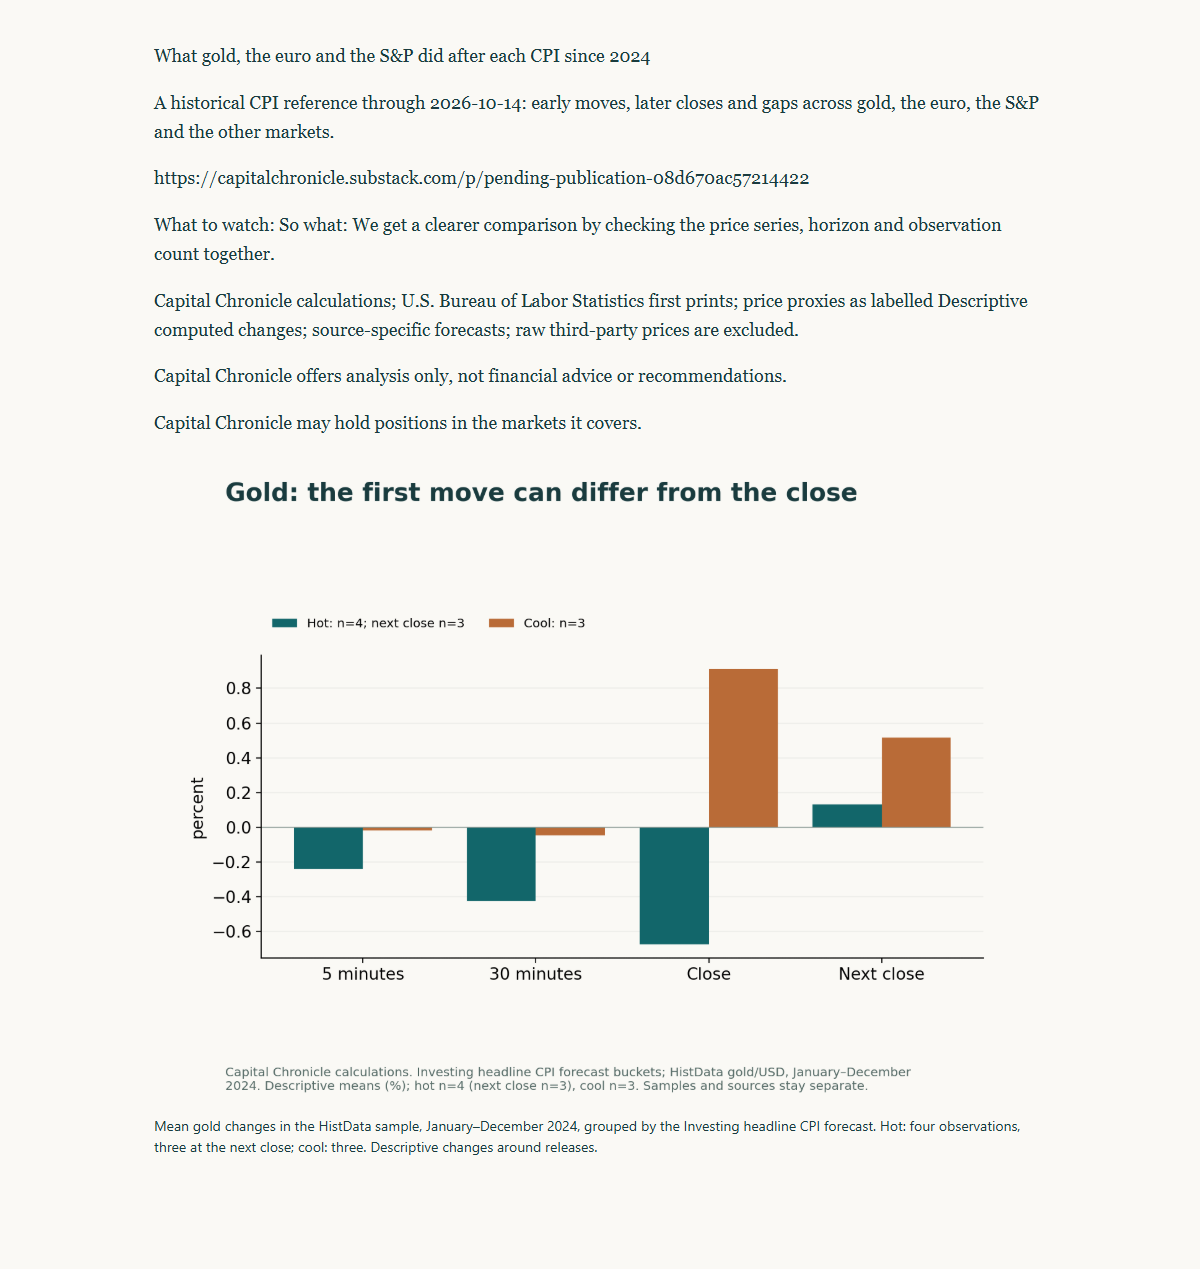 What gold, the euro and the S&P did after each CPI since 2024
A historical CPI reference through 2026-10-14: early moves, later closes and gaps across gold, the euro, the S&P
and the other markets.
https://capitalchronicle.substack.com/p/pending-publication-08d670ac57214422
What to watch: So what: We get a clearer comparison by checking the price series, horizon and observation
count together.
Capital Chronicle calculations; U.S. Bureau of Labor Statistics first prints; price proxies as labelled Descriptive
computed changes; source-specific forecasts; raw third-party prices are excluded.
Capital Chronicle offers analysis only, not financial advice or recommendations.
Capital Chronicle may hold positions in the markets it covers.
Gold: the first move can differ from the close
Hot: n=4; next close n=3 Cool: n=3
0.8
0.6
0.4
0.2
0.0
−0.2
−0.4
−0.6
percent
5 minutes 30 minutes Close Next close
Capital Chronicle calculations. Investing headline CPI forecast buckets; HistData gold/USD, January–December
2024. Descriptive means (%); hot n=4 (next close n=3), cool n=3. Samples and sources stay separate.
Mean gold changes in the HistData sample, January–December 2024, grouped by the Investing headline CPI forecast. Hot: four observations,
three at the next close; cool: three. Descriptive changes around releases.